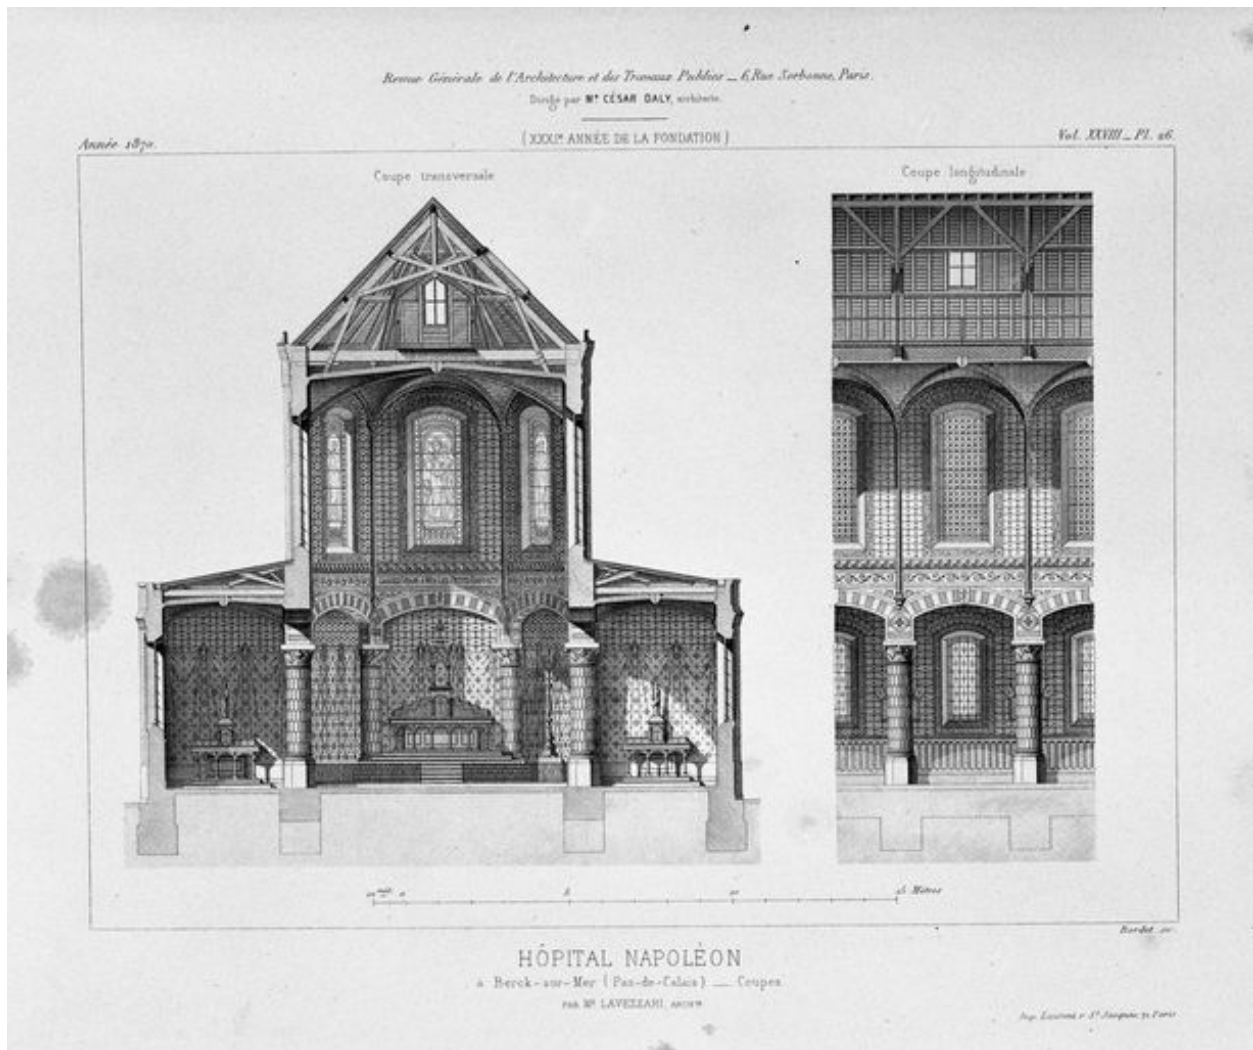 Revue Générale de l'Architecture et des Travaux Publics _ 6, Rue Sorbonne, Paris.
Dirigé par Mr CÉSAR DALY, architecte.
Année 1870.
(XXXIe ANNÉE DE LA FONDATION)
Vol. XXVIII _ Pl. 26.
Coupe transversale
Coupe longitudinale
0
5
10
15 Mètres
HÔPITAL NAPOLÉON
à Berck-sur-Mer (Pas-de-Calais) _ Coupes
PAR Mr LAVEZZARI, ARCHte